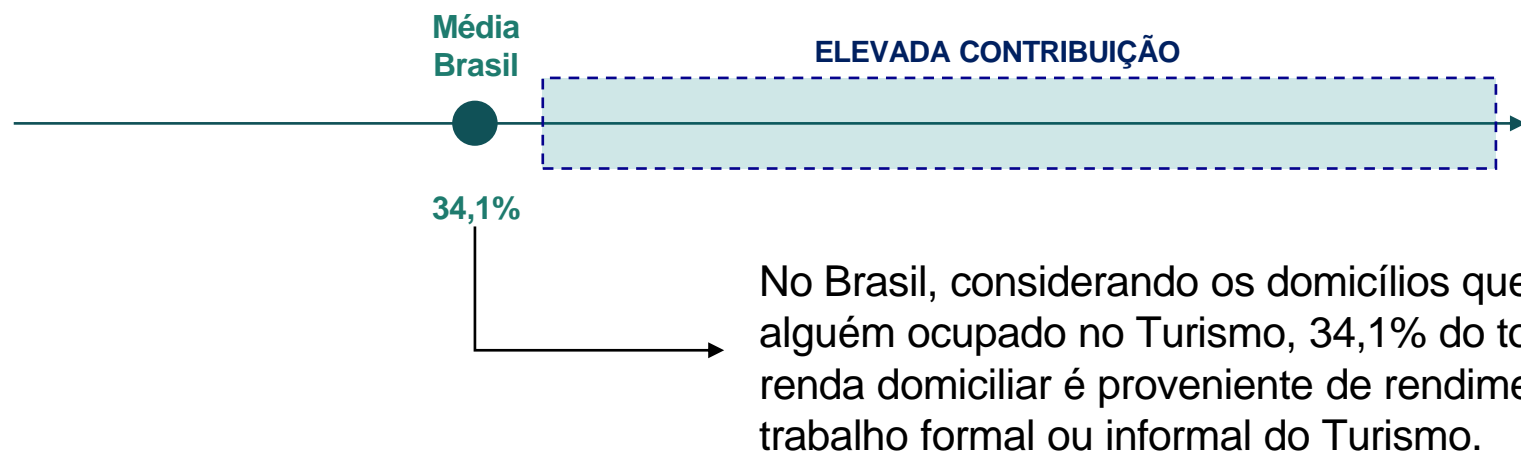 Média
Brasil
ELEVADA CONTRIBUIÇÃO
34,1%
No Brasil, considerando os domicílios que
alguém ocupado no Turismo, 34,1% do
renda domiciliar é proveniente de
trabalho formal ou informal do Turismo.